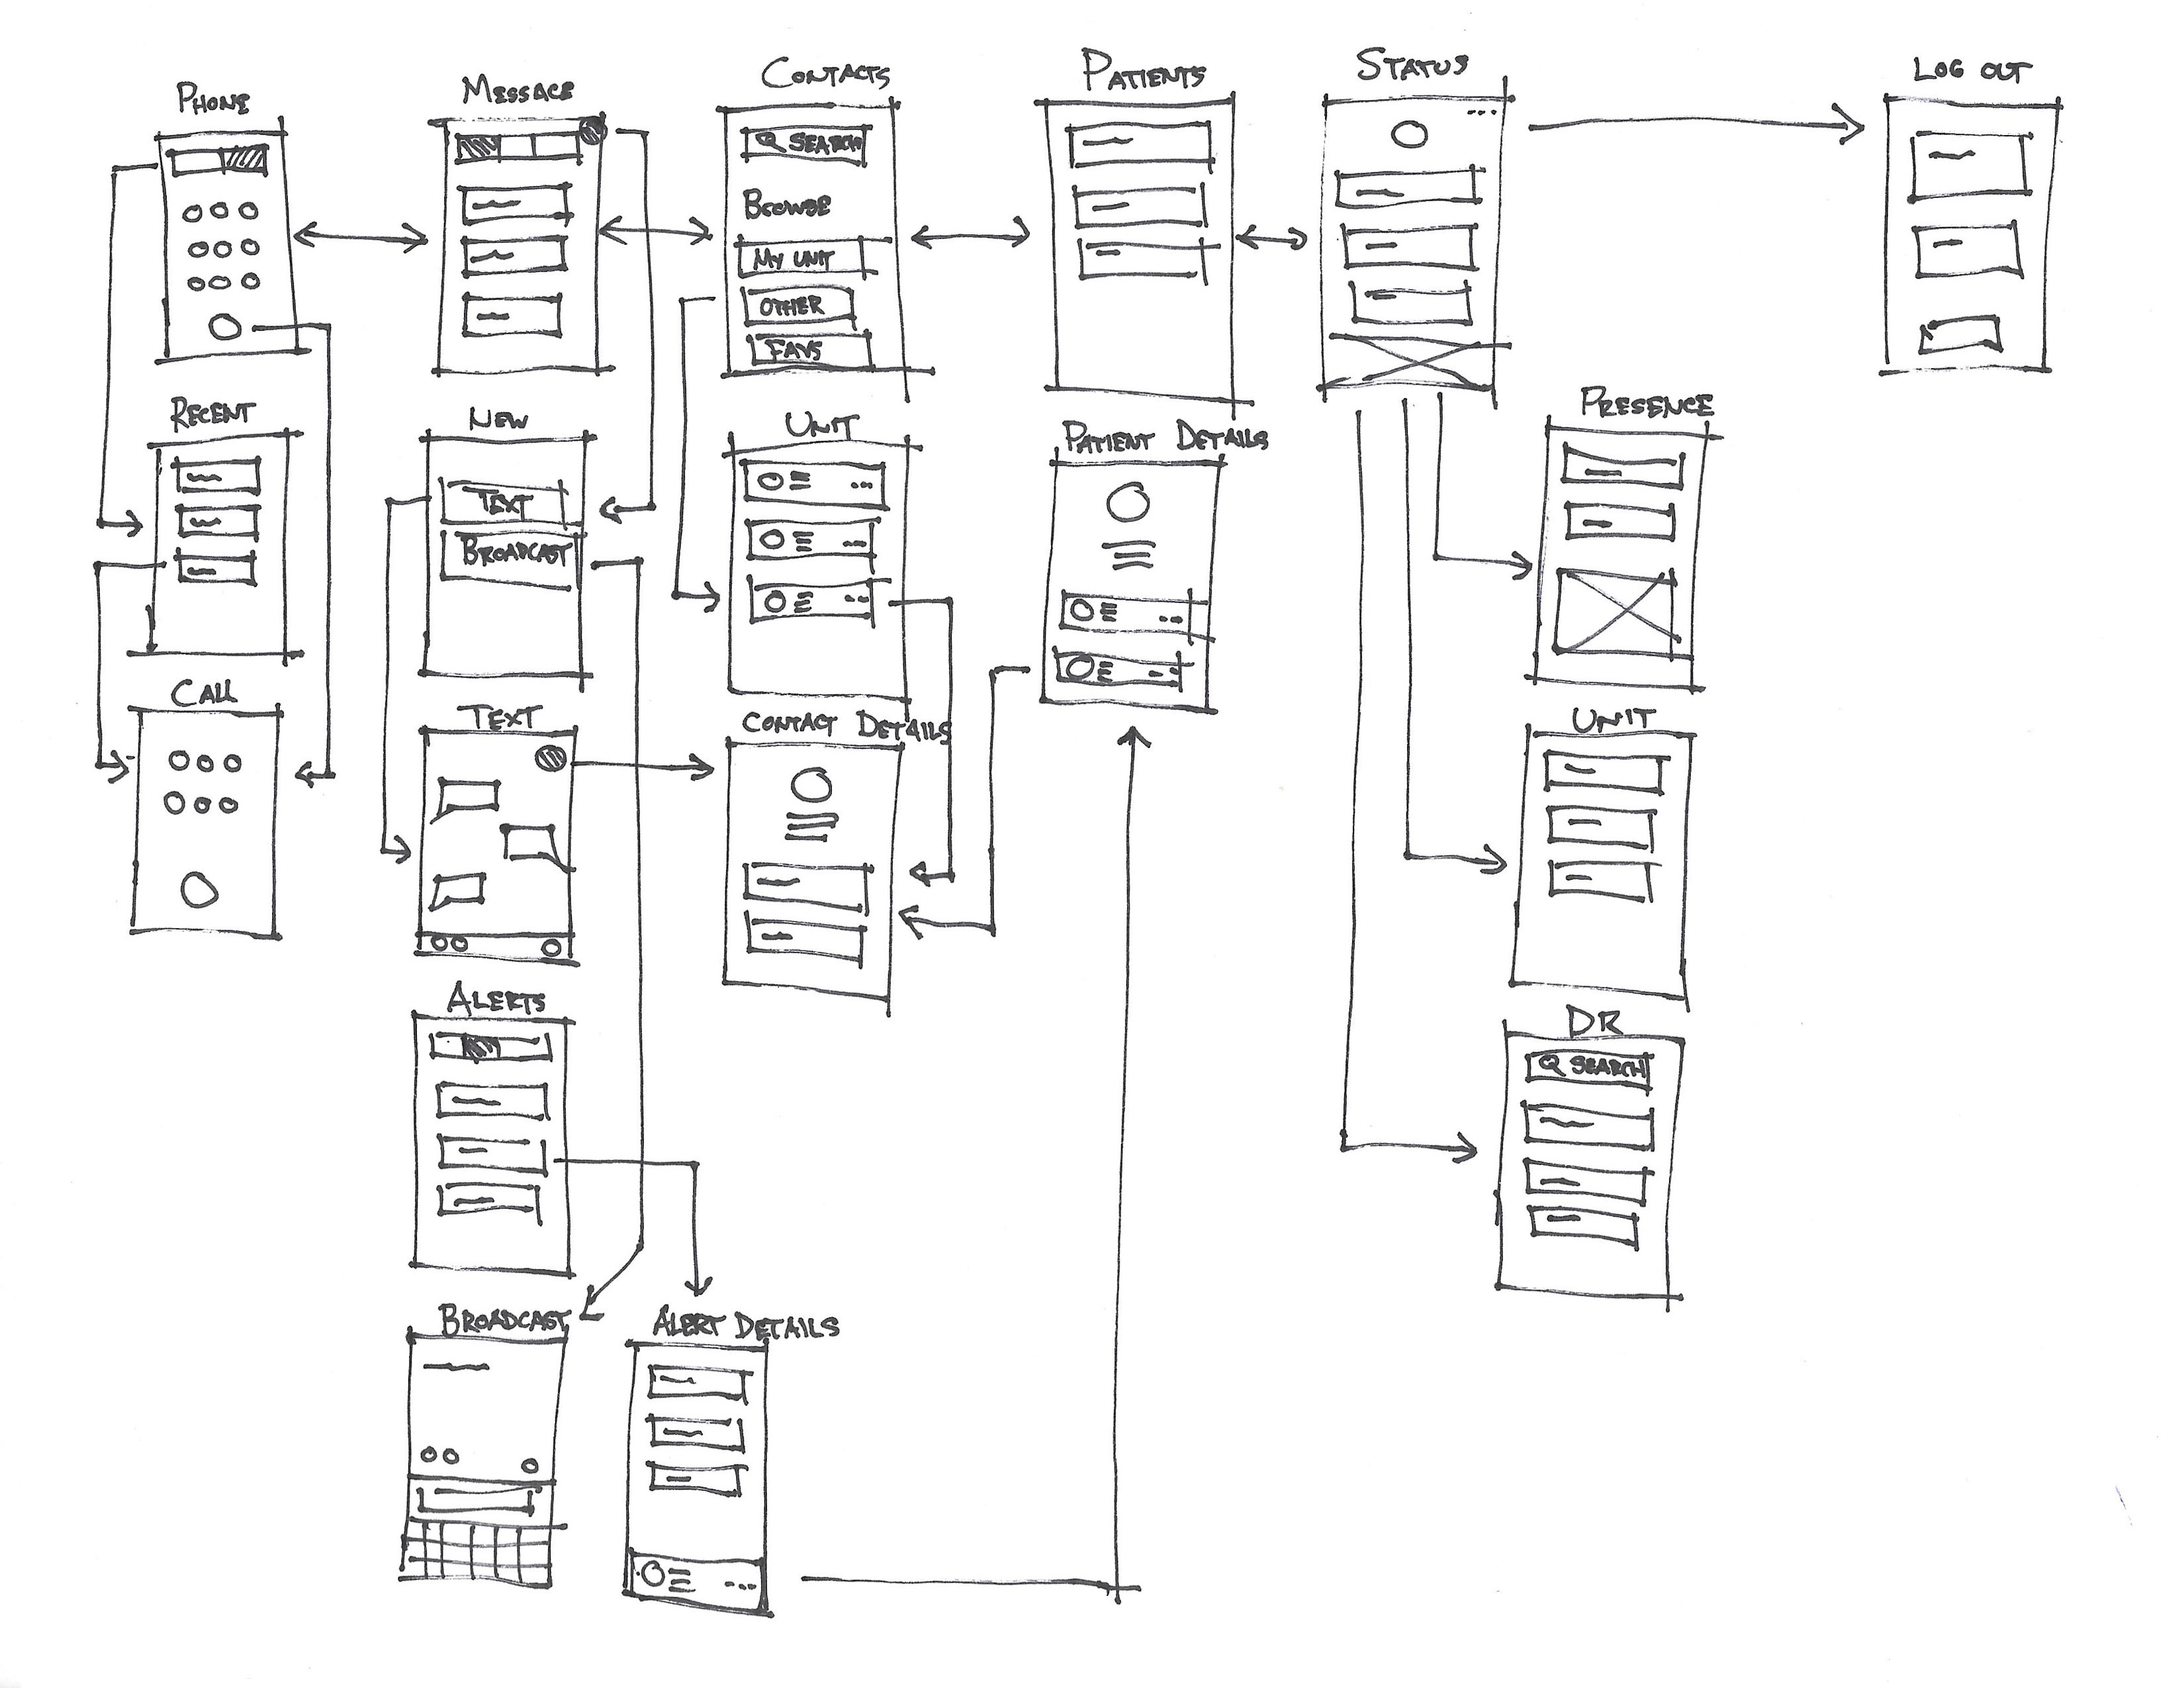 PHONE
MESSAGE
CONTACTS
PATIENTS
STATUS
LOG OUT
SEARCH
BROWSE
MY UNIT
OTHER
FAVS
RECENT
NEW
UNIT
PATIENT DETAILS
PRESENCE
TEXT
BROADCAST
CALL
TEXT
CONTACT DETAILS
UNIT
ALERTS
DR
SEARCH
BROADCAST
ALERT DETAILS